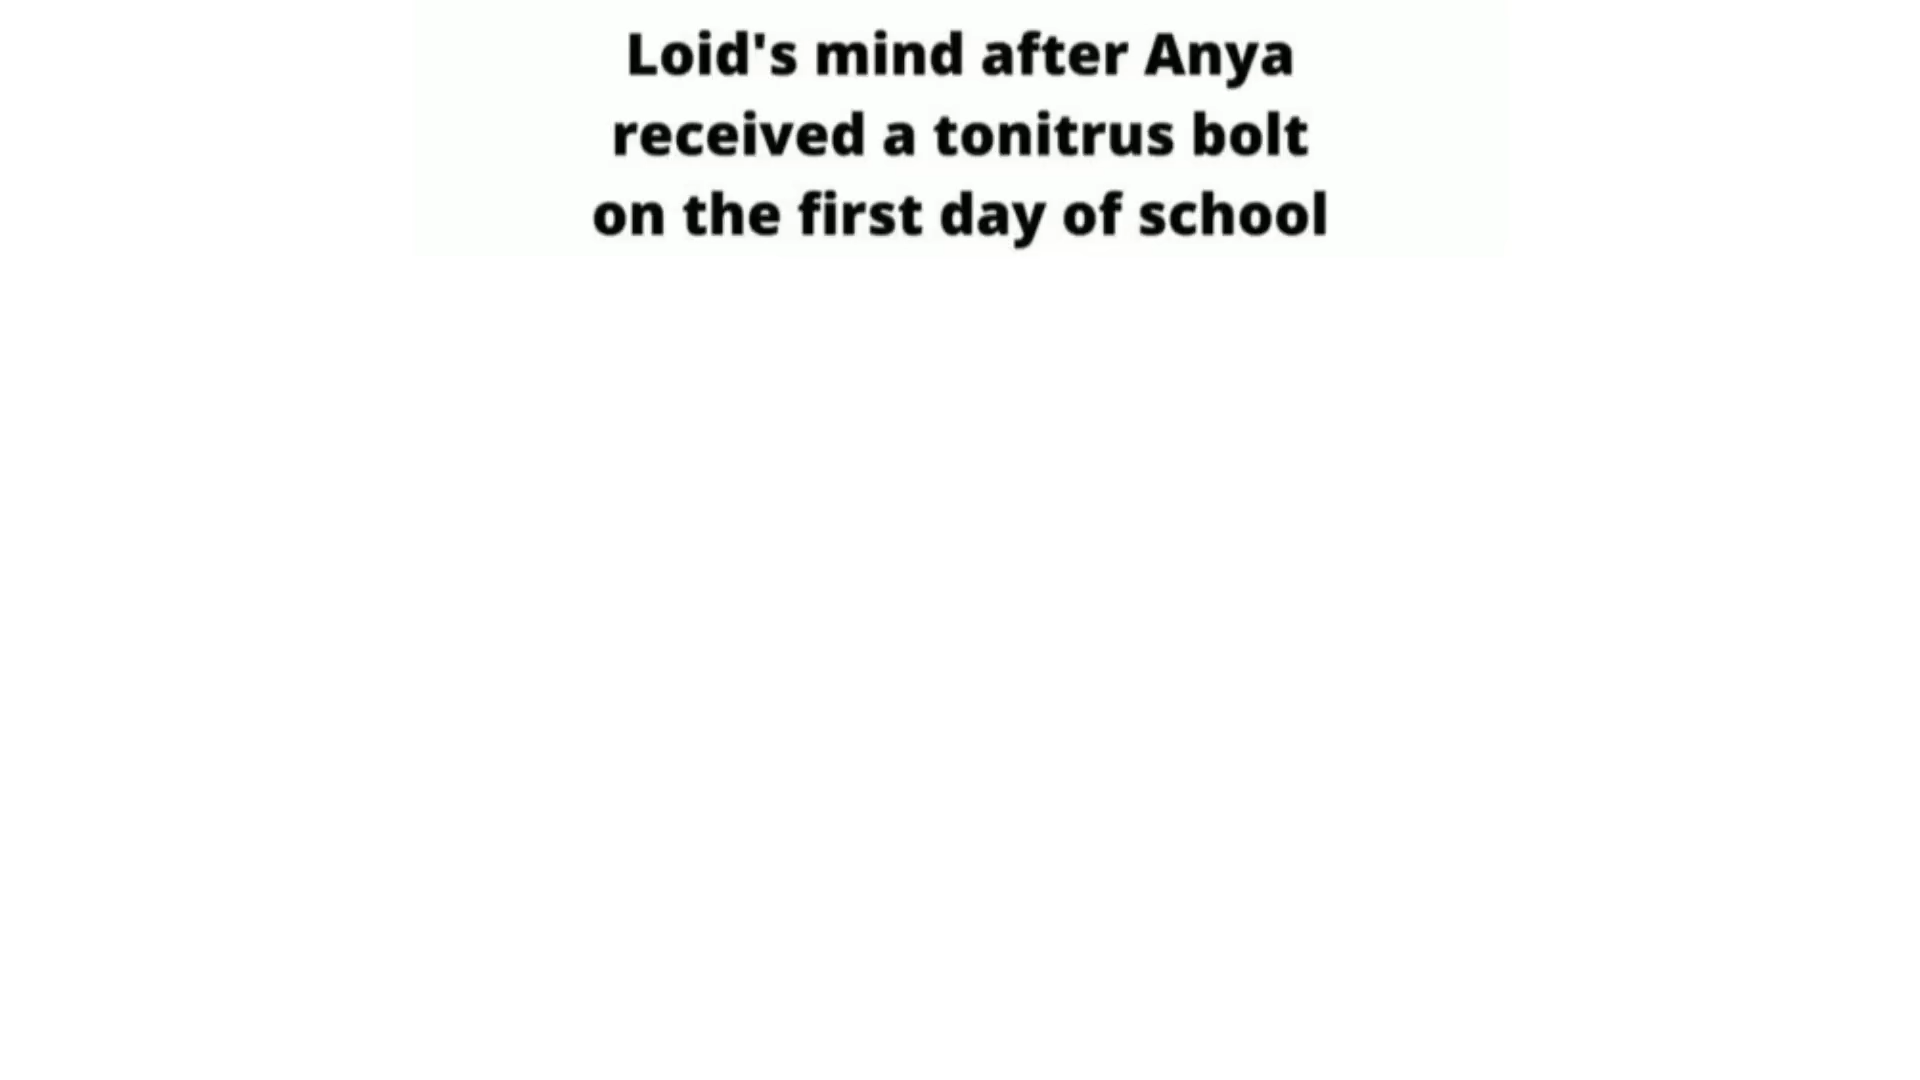 Loid's mind after Anya
received a tonitrus bolt
on the first day of school